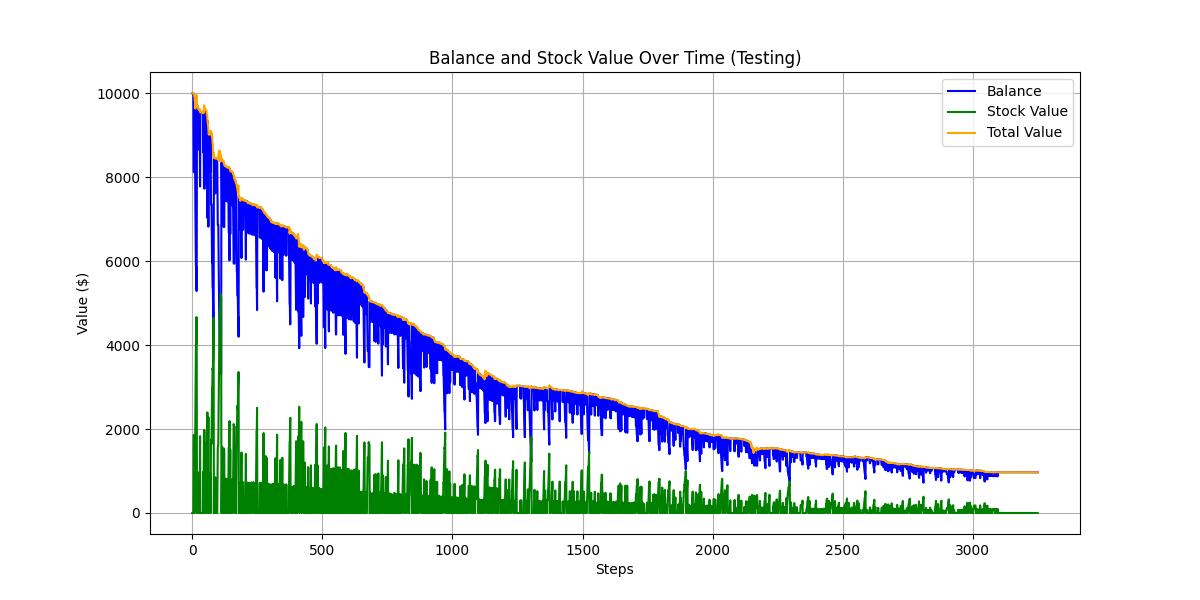 Balance and Stock Value Over Time (Testing)
Balance
Stock Value
Total Value
10000
8000
6000
4000
2000
0
Value ($)
0 500 1000 1500 2000 2500 3000
Steps